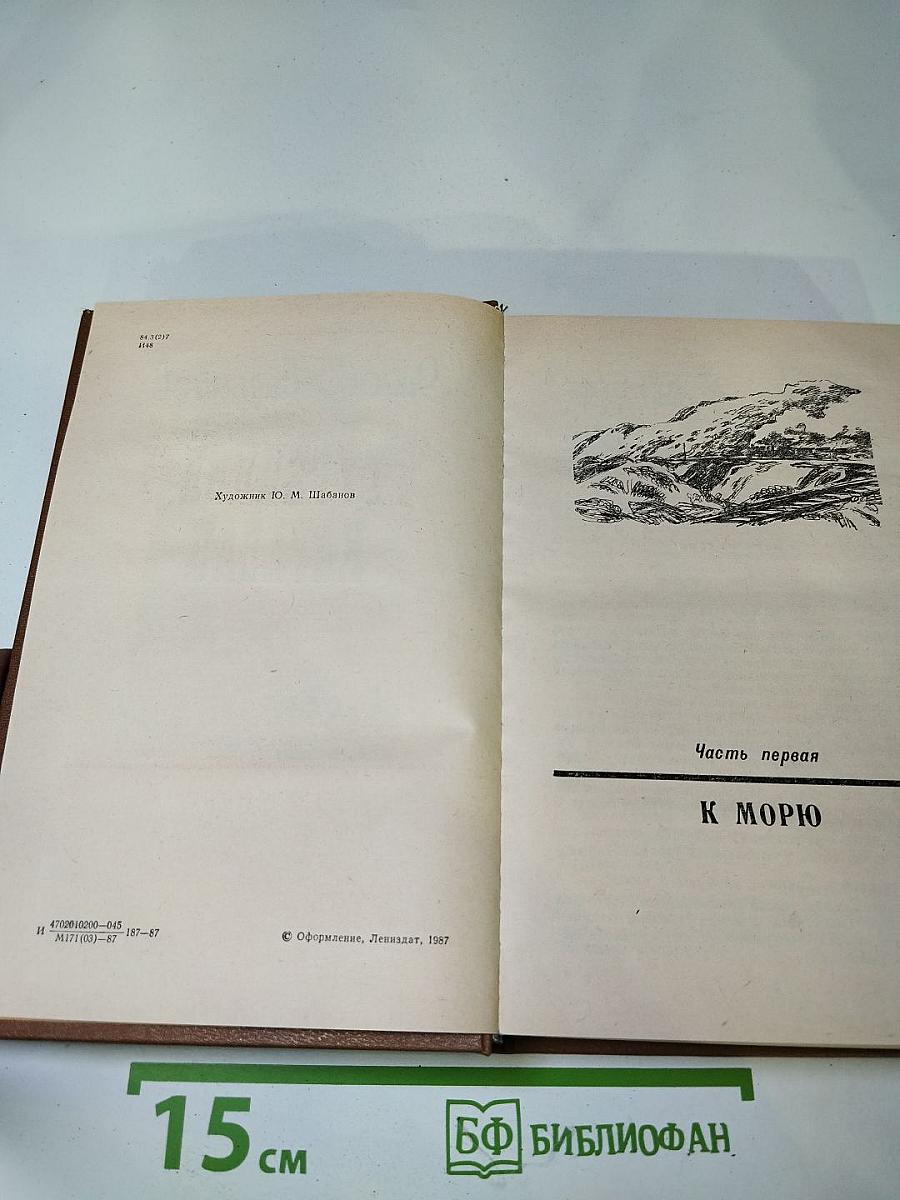 84.3(2)7
И48
Художник Ю. М. Шабанов
И 4702010200—045 187—87
М171(03)—87
© Оформление, Лениздат, 1987
Часть первая
К МОРЮ
15 см
БФ БИБЛИОФАН